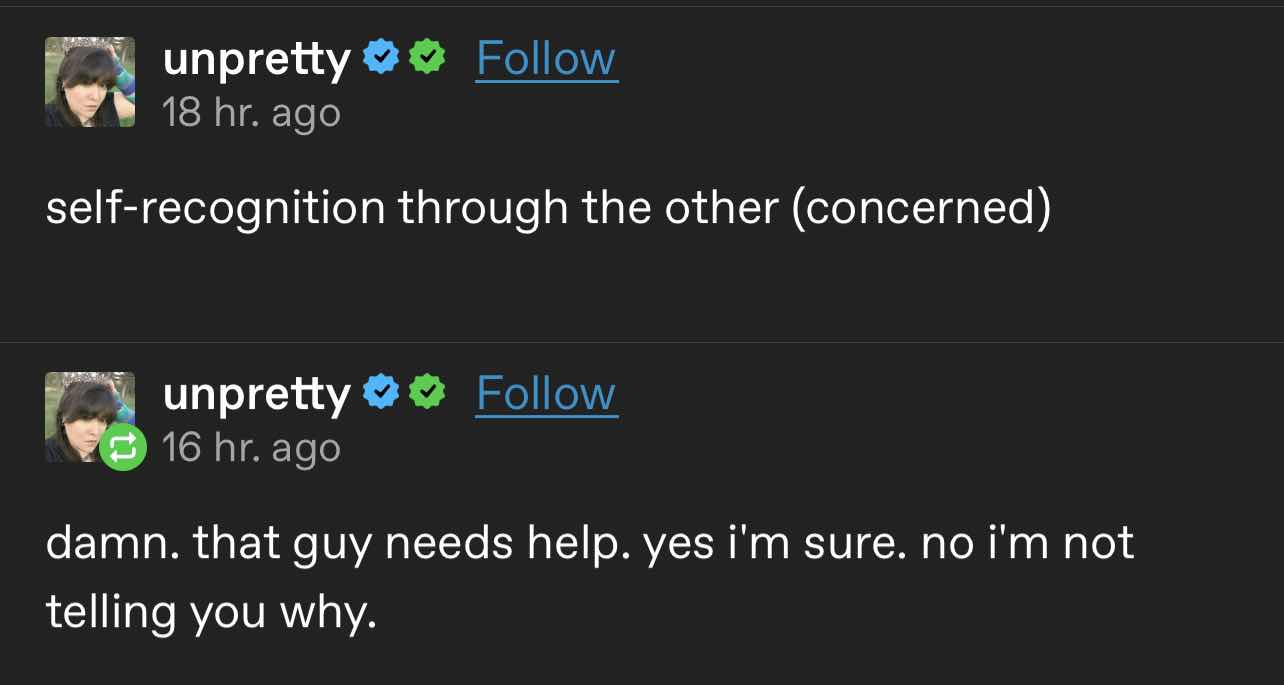 unpretty Follow
18 hr. ago
self-recognition through the other (concerned)
unpretty Follow
16 hr. ago
damn. that guy needs help. yes i'm sure. no i'm not
telling you why.